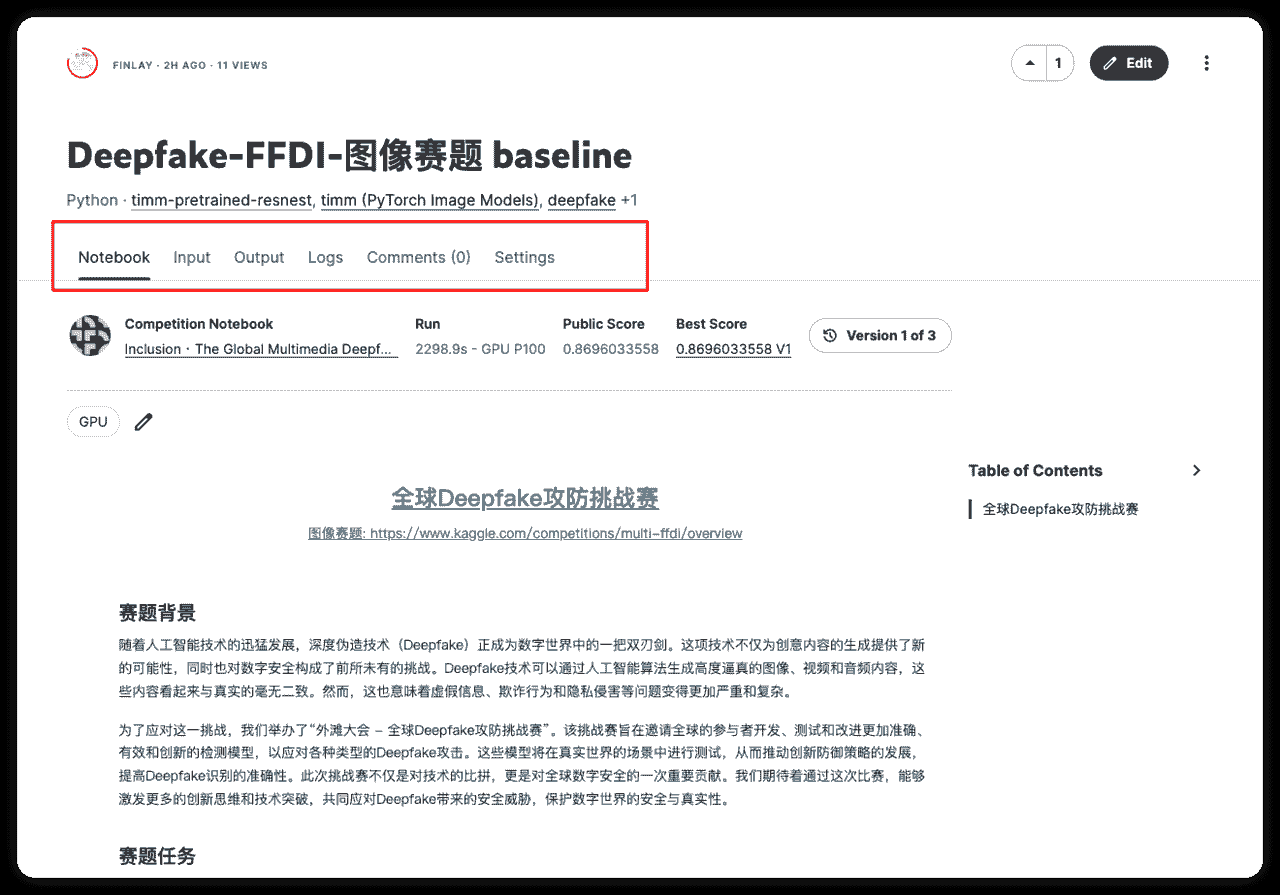 FINLAY · 2H AGO · 11 VIEWS
1
Edit
Deepfake-FFDI-图像赛题 baseline
Python · timm-pretrained-resnest, timm (PyTorch Image Models), deepfake +1
Notebook Input Output Logs Comments (0) Settings
Competition Notebook
Inclusion · The Global Multimedia Deepf...
Run
2298.9s - GPU P100
Public Score
0.8696033558
Best Score
0.8696033558 V1
Version 1 of 3
GPU
全球Deepfake攻防挑战赛
图像赛题: https://www.kaggle.com/competitions/multi-ffdi/overview
Table of Contents
全球Deepfake攻防挑战赛
赛题背景
随着人工智能技术的迅猛发展，深度伪造技术（Deepfake）正成为数字世界中的一把双刃剑。这项技术不仅为创意内容的生成提供了新
的可能性，同时也对数字安全构成了前所未有的挑战。Deepfake技术可以通过人工智能算法生成高度逼真的图像、视频和音频内容，这
些内容看起来与真实的毫无二致。然而，这也意味着虚假信息、欺诈行为和隐私侵害等问题变得更加严重和复杂。
为了应对这一挑战，我们举办了“外滩大会 - 全球Deepfake攻防挑战赛”。该挑战赛旨在邀请全球的参与者开发、测试和改进更加准确、
有效和创新的检测模型，以应对各种类型的Deepfake攻击。这些模型将在真实世界的场景中进行测试，从而推动创新防御策略的发展，
提高Deepfake识别的准确性。此次挑战赛不仅是对技术的比拼，更是对全球数字安全的一次重要贡献。我们期待着通过这次比赛，能够
激发更多的创新思维和技术突破，共同应对Deepfake带来的安全威胁，保护数字世界的安全与真实性。
赛题任务